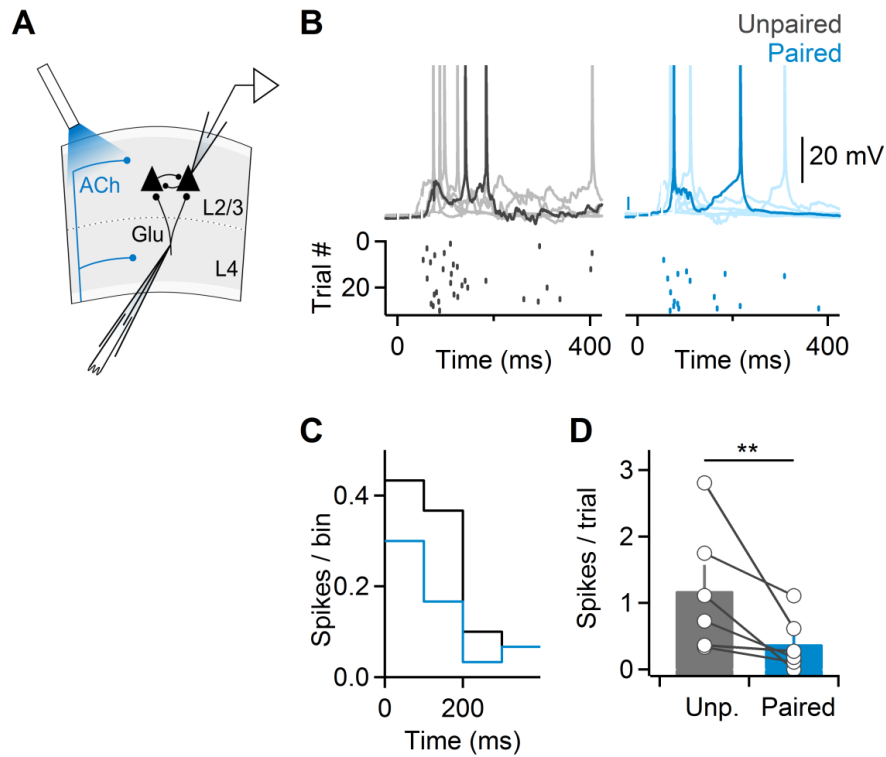 A
ACh
Glu
L2/3
L4
B
Unpaired
Paired
20 mV
Trial #
0
20
0
400
Time (ms)
0
400
Time (ms)
C
Spikes / bin
0.4
0.2
0.0
0
200
Time (ms)
D
**
Spikes / trial
3
2
1
0
Unp.
Paired